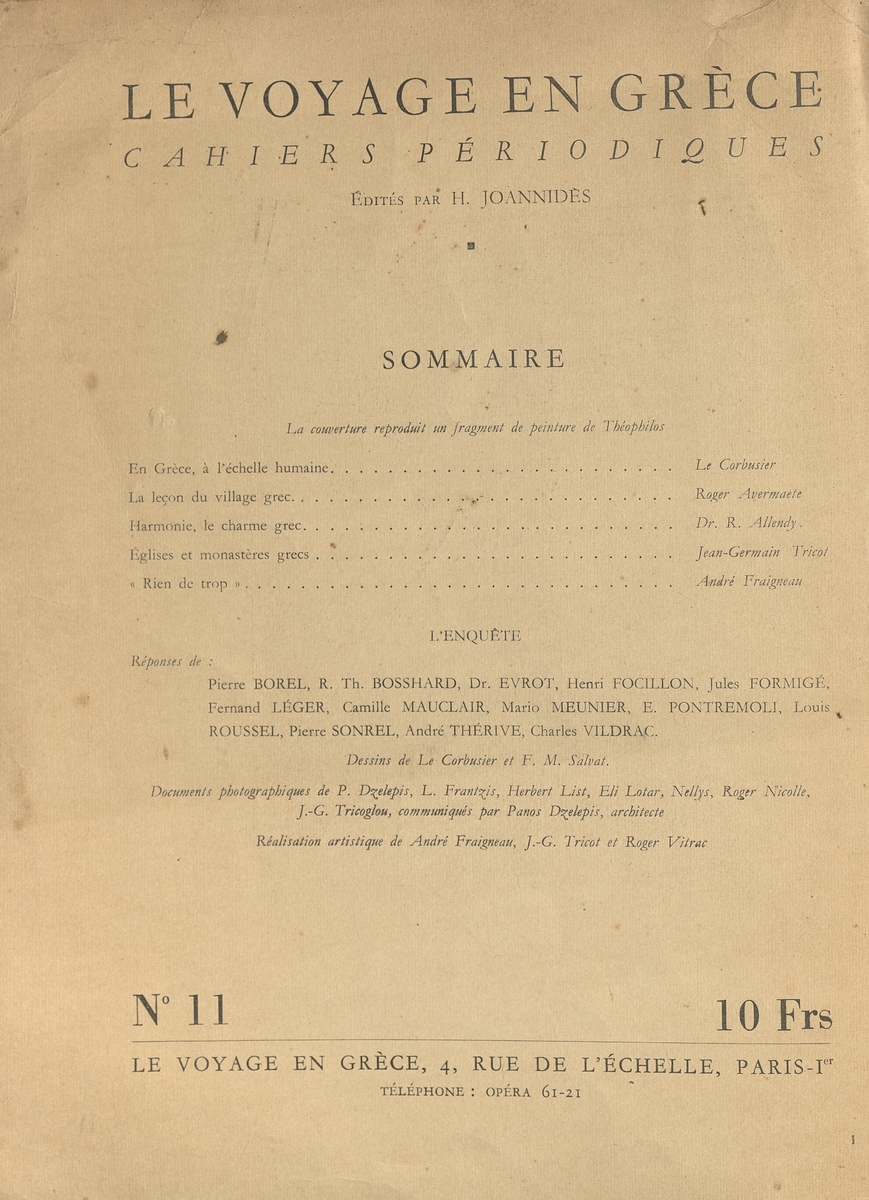 LE VOYAGE EN GRÈCE
CAHIERS PÉRIODIQUES
ÉDITÉS PAR H. JOANNIDÈS
SOMMAIRE
La couverture reproduit un fragment de peinture de Théophilos
En Grèce, à l'échelle humaine. . . . . . . . . . . . . . . . . . . . . . . . Le Corbusier
La leçon du village grec. . . . . . . . . . . . . . . . . . . . . . . . . . . Roger Avermaete
Harmonie, le charme grec. . . . . . . . . . . . . . . . . . . . . . . . . . Dr. R. Allendy.
Églises et monastères grecs . . . . . . . . . . . . . . . . . . . . . . . . . Jean-Germain Tricot
« Rien de trop » . . . . . . . . . . . . . . . . . . . . . . . . . . . . . . André Fraigneau
L'ENQUÊTE
Réponses de :
Pierre BOREL, R. Th. BOSSHARD, Dr. EVROT, Henri FOCILLON, Jules FORMIGÉ,
Fernand LÉGER, Camille MAUCLAIR, Mario MEUNIER, E. PONTREMOLI, Louis
ROUSSEL, Pierre SONREL, André THÉRIVE, Charles VILDRAC.
Dessins de Le Corbusier et F. M. Salvat.
Documents photographiques de P. Dzelepis, L. Frantzis, Herbert List, Eli Lotar, Nellys, Roger Nicolle,
J.-G. Tricoglou, communiqués par Panos Dzelepis, architecte
Réalisation artistique de André Fraigneau, J.-G. Tricot et Roger Vitrac
Nº 11 10 Frs
LE VOYAGE EN GRÈCE, 4, RUE DE L'ÉCHELLE, PARIS-Ier
TÉLÉPHONE : OPÉRA 61-21